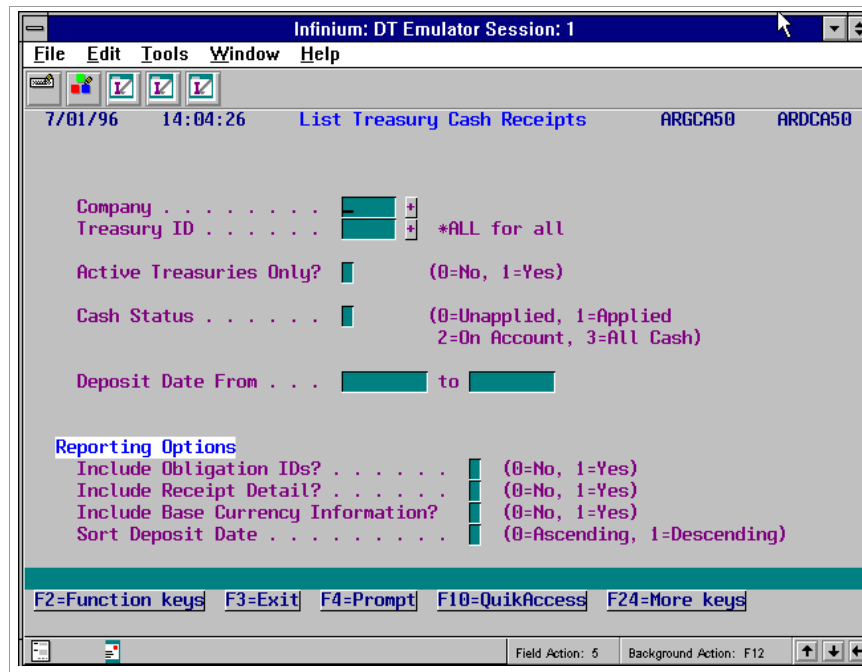 Infinium: DT Emulator Session: 1
File Edit Tools Window Help
7/01/96 14:04:26 List Treasury Cash Receipts ARGCA50 ARDCA50
Company . . . . . . . . +
Treasury ID . . . . . . + *ALL for all
Active Treasuries Only? (0=No, 1=Yes)
Cash Status . . . . . . (0=Unapplied, 1=Applied
2=On Account, 3=All Cash)
Deposit Date From . . . to
Reporting Options
Include Obligation IDs? . . . . . . (0=No, 1=Yes)
Include Receipt Detail? . . . . . . (0=No, 1=Yes)
Include Base Currency Information? (0=No, 1=Yes)
Sort Deposit Date . . . . . . . . . (0=Ascending, 1=Descending)
F2=Function keys F3=Exit F4=Prompt F10=QuikAccess F24=More keys
Field Action: 5 Background Action: F12